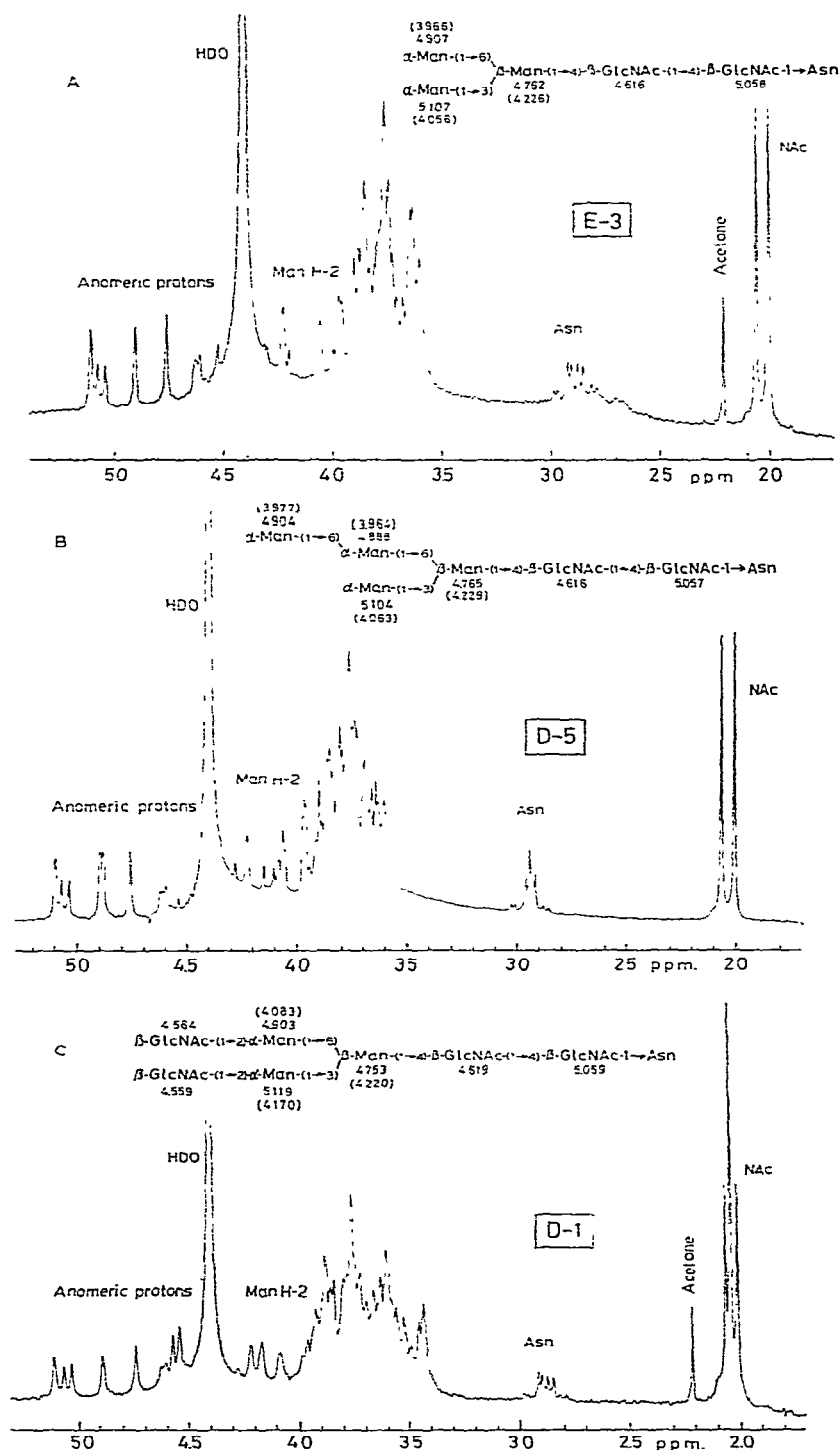 (3.966)
4.907
α-Man-(1→6)
β-Man-(1→4)-β-GlcNAc-(1→4)-β-GlcNAc-1→Asn
4.762
(4.226)
4.616
5.058
α-Man-(1→3)
5.107
(4.056)
A
HDO
NAc
E-3
Acetone
Man H-2
Anomeric protons
Asn
5.0 4.5 4.0 3.5 3.0 2.5 ppm 2.0
B
(3.977)
4.904
(3.964)
4.888
α-Man-(1→6)
α-Man-(1→6)
β-Man-(1→4)-β-GlcNAc-(1→4)-β-GlcNAc-1→Asn
4.765
(4.229)
4.616
5.057
α-Man-(1→3)
5.104
(4.063)
HDO
NAc
D-5
Man H-2
Anomeric protons
Asn
5.0 4.5 4.0 3.5 3.0 2.5 ppm. 2.0
C
4.564
(4.083)
4.903
β-GlcNAc-(1→2)-α-Man-(1→6)
β-Man-(1→4)-β-GlcNAc-(1→4)-β-GlcNAc-1→Asn
4.753
(4.220)
4.619
5.059
β-GlcNAc-(1→2)-α-Man-(1→3)
4.559
5.119
(4.170)
HDO
NAc
D-1
Acetone
Anomeric protons
Man H-2
Asn
5.0 4.5 4.0 3.5 3.0 2.5 ppm. 2.0